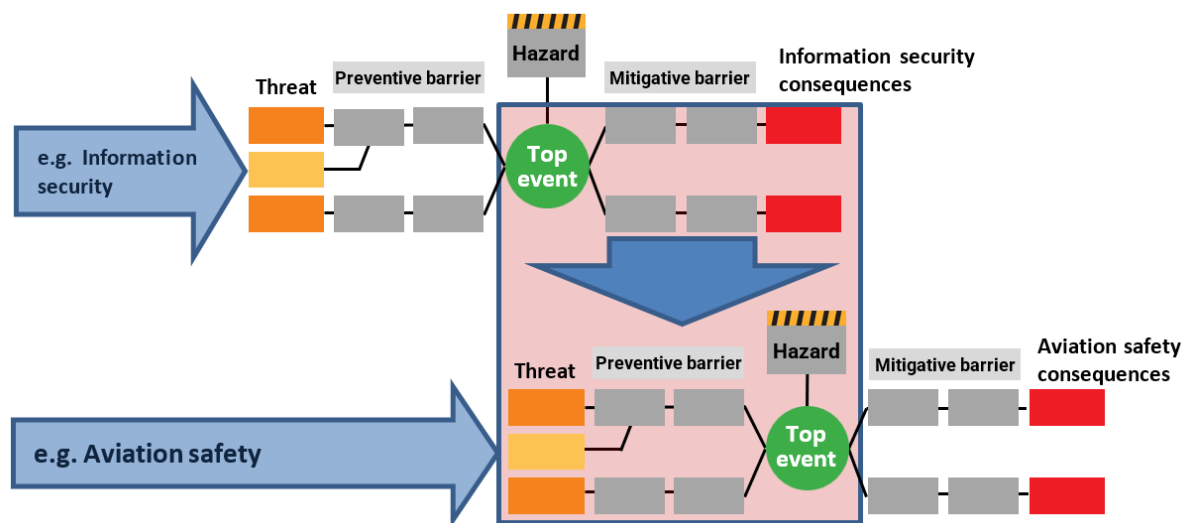 Hazard
Information security
consequences
Threat
Preventive barrier
Mitigative barrier
e.g. Information
security
Top
event
Hazard
Aviation safety
consequences
Threat
Preventive barrier
Mitigative barrier
e.g. Aviation safety
Top
event